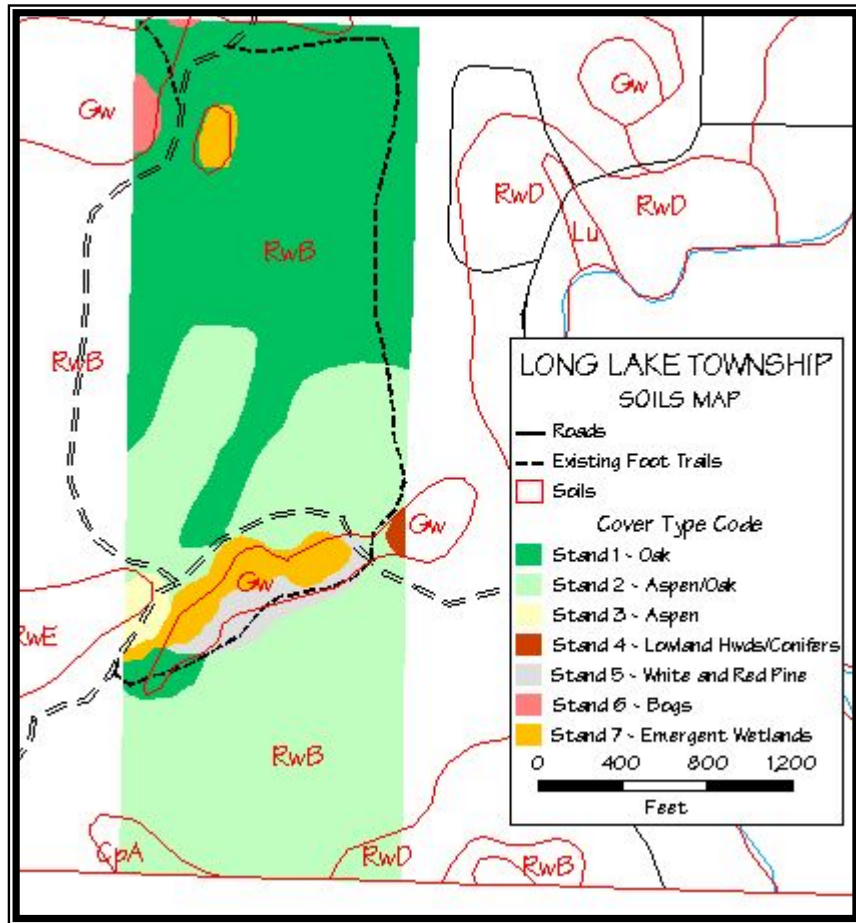 Gw
Gw
RwD
RwD
Lu
RwB
RwB
LONG LAKE TOWNSHIP
SOILS MAP
Roads
Existing Foot Trails
Soils
Cover Type Code
Stand 1 - Oak
Stand 2 - Aspen/Oak
Stand 3 - Aspen
Stand 4 - Lowland Hwds/Conifers
Stand 5 - White and Red Pine
Stand 6 - Bogs
Stand 7 - Emergent Wetlands
0 400 800 1,200
Feet
Gw
Gw
RwE
RwB
CpA
RwD
RwB